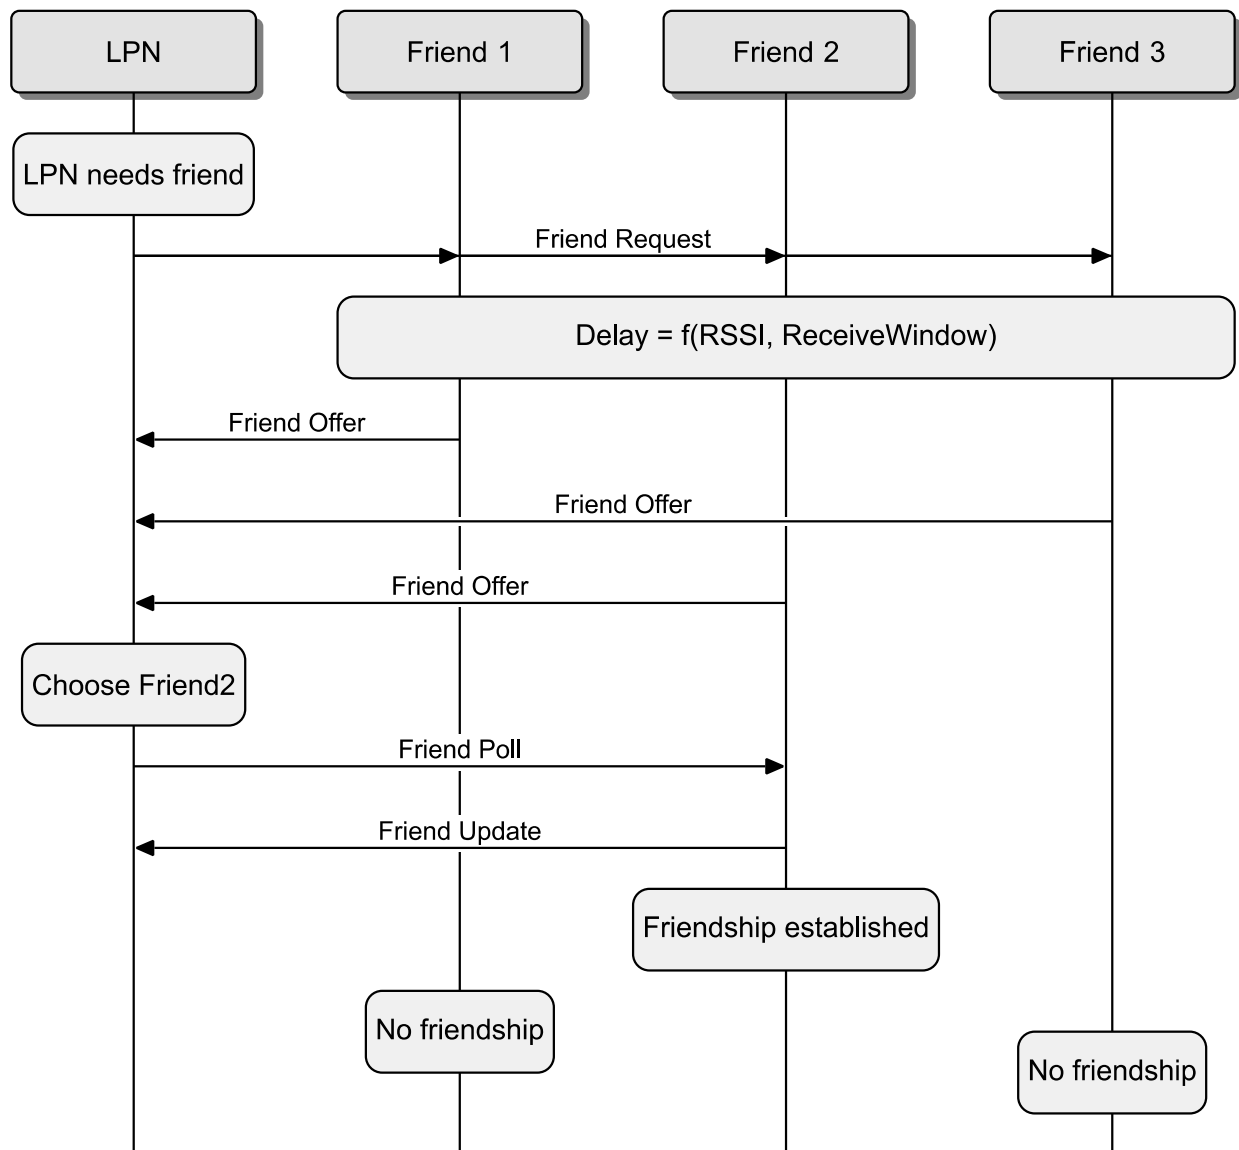 LPN
Friend 1
Friend 2
Friend 3
LPN needs friend
Friend Request
Delay = f(RSSI, ReceiveWindow)
Friend Offer
Friend Offer
Friend Offer
Choose Friend2
Friend Poll
Friend Update
Friendship established
No friendship
No friendship